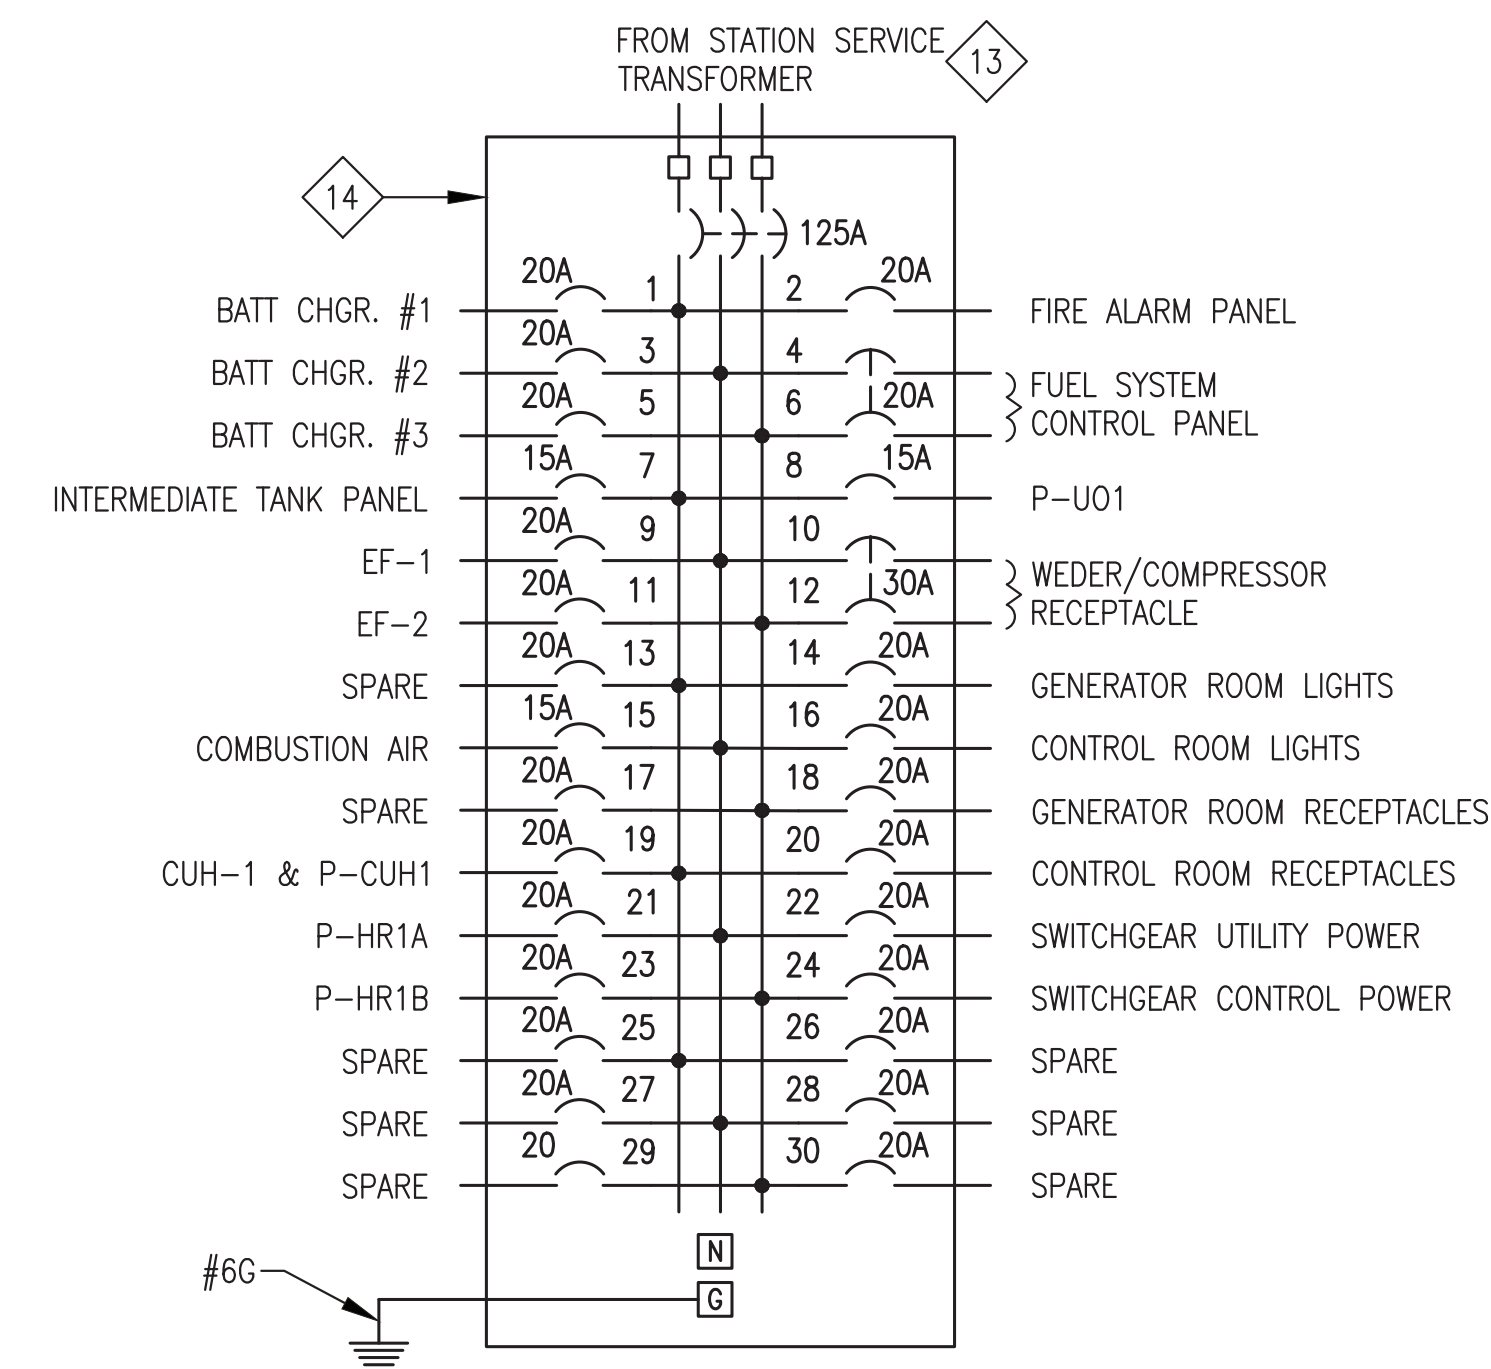 FROM STATION SERVICE
TRANSFORMER
13
14
125A
20A 1 2 20A
BATT CHGR. #1 FIRE ALARM PANEL
20A 3 4
BATT CHGR. #2 FUEL SYSTEM
20A 5 6 20A
CONTROL PANEL
BATT CHGR. #3
15A 7 8 15A
INTERMEDIATE TANK PANEL P-U01
20A 9 10
EF-1 WEDER/COMPRESSOR
20A 11 12 30A
RECEPTACLE
EF-2
20A 13 14 20A
SPARE GENERATOR ROOM LIGHTS
15A 15 16 20A
COMBUSTION AIR CONTROL ROOM LIGHTS
20A 17 18 20A
SPARE GENERATOR ROOM RECEPTACLES
20A 19 20 20A
CUH-1 & P-CUH1 CONTROL ROOM RECEPTACLES
20A 21 22 20A
P-HR1A SWITCHGEAR UTILITY POWER
20A 23 24 20A
P-HR1B SWITCHGEAR CONTROL POWER
20A 25 26 20A
SPARE SPARE
20A 27 28 20A
SPARE SPARE
20 29 30 20A
SPARE SPARE
N
#6G
G